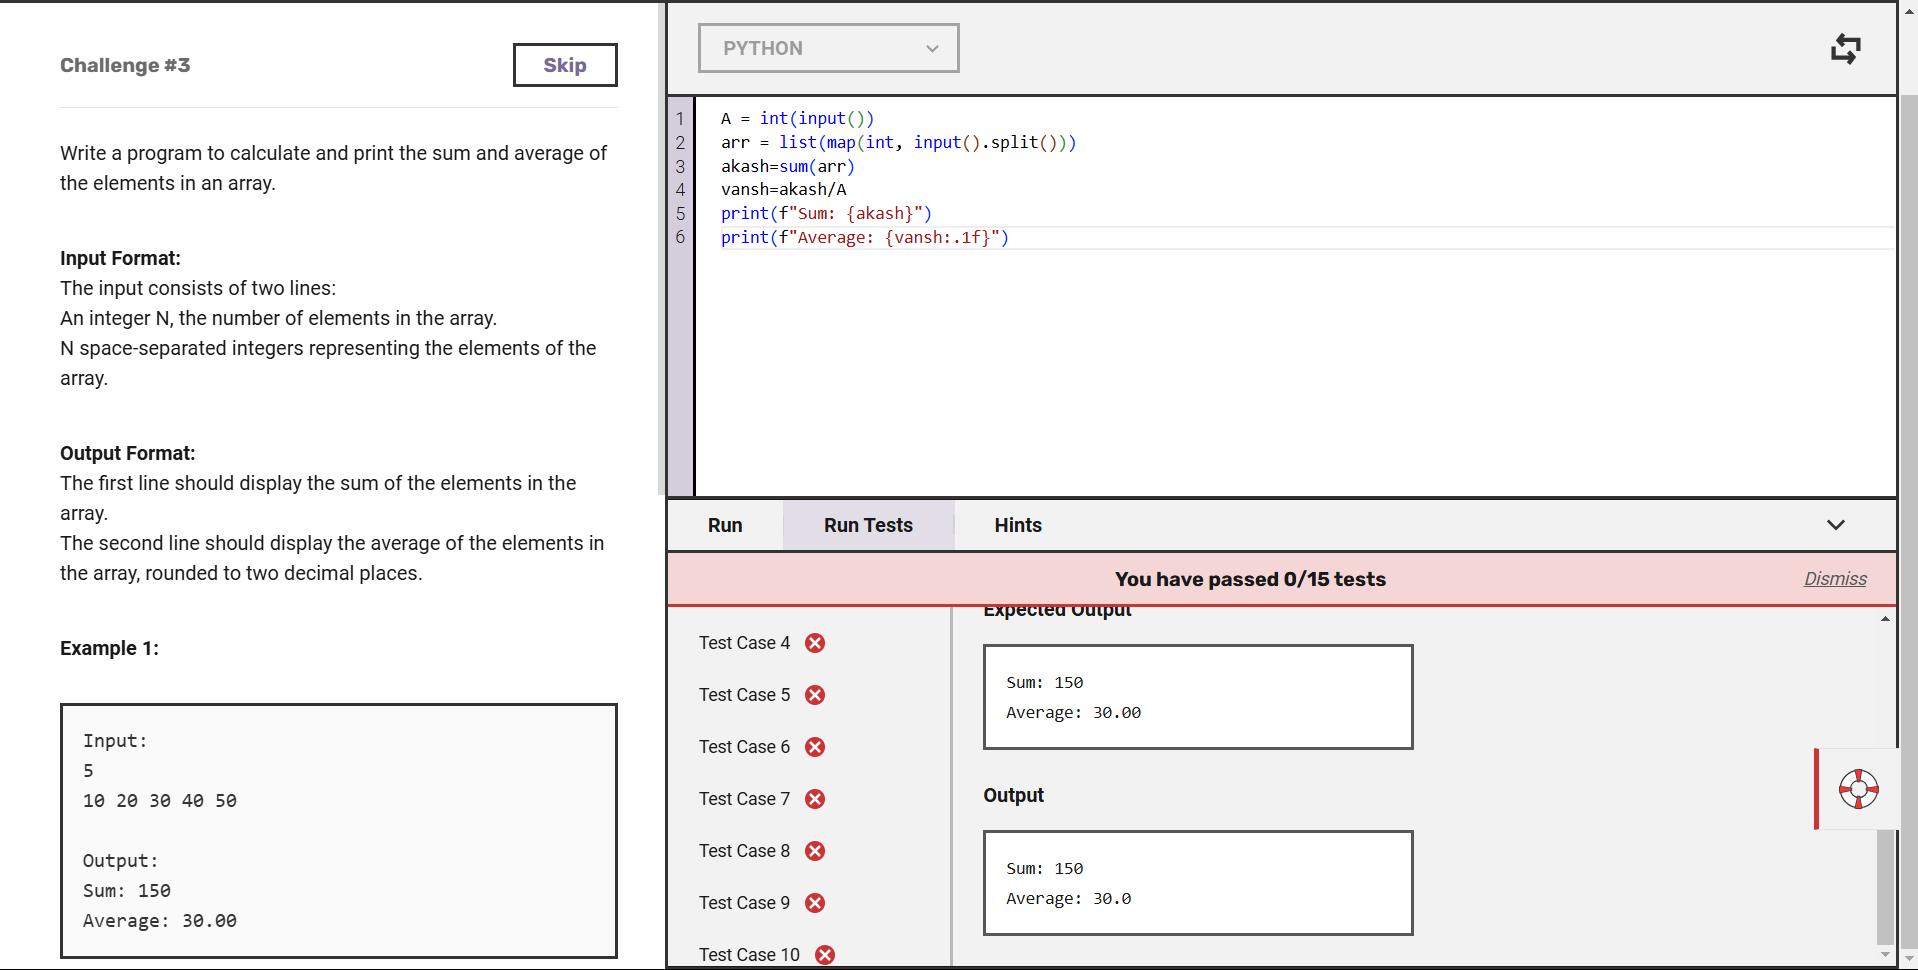 Challenge #3
Skip
Write a program to calculate and print the sum and average of
the elements in an array.
Input Format:
The input consists of two lines:
An integer N, the number of elements in the array.
N space-separated integers representing the elements of the
array.
Output Format:
The first line should display the sum of the elements in the
array.
The second line should display the average of the elements in
the array, rounded to two decimal places.
Example 1:
Input:
5
10 20 30 40 50
Output:
Sum: 150
Average: 30.00
PYTHON
1 A = int(input())
2 arr = list(map(int, input().split()))
3 akash=sum(arr)
4 vansh=akash/A
5 print(f"Sum: {akash}")
6 print(f"Average: {vansh:.1f}")
Run
Run Tests
Hints
You have passed 0/15 tests
Dismiss
Test Case 4
Test Case 5
Test Case 6
Test Case 7
Test Case 8
Test Case 9
Test Case 10
Expected Output
Sum: 150
Average: 30.00
Output
Sum: 150
Average: 30.0